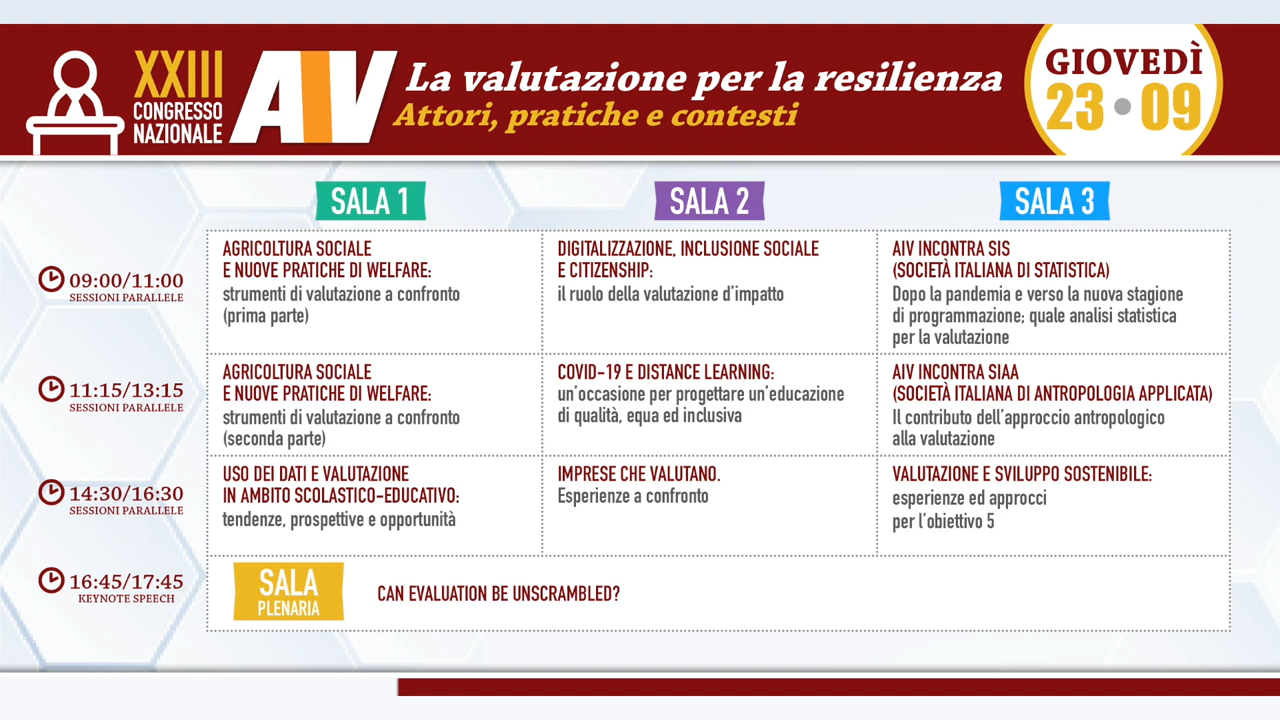 XXIII
CONGRESSO
NAZIONALE
AIV
La valutazione per la resilienza
Attori, pratiche e contesti
GIOVEDÌ
23 • 09
SALA 1
SALA 2
SALA 3
09:00/11:00
SESSIONI PARALLELE
AGRICOLTURA SOCIALE
E NUOVE PRATICHE DI WELFARE:
strumenti di valutazione a confronto
(prima parte)
DIGITALIZZAZIONE, INCLUSIONE SOCIALE
E CITIZENSHIP:
il ruolo della valutazione d'impatto
AIV INCONTRA SIS
(SOCIETÀ ITALIANA DI STATISTICA)
Dopo la pandemia e verso la nuova stagione
di programmazione; quale analisi statistica
per la valutazione
11:15/13:15
SESSIONI PARALLELE
AGRICOLTURA SOCIALE
E NUOVE PRATICHE DI WELFARE:
strumenti di valutazione a confronto
(seconda parte)
COVID-19 E DISTANCE LEARNING:
un'occasione per progettare un'educazione
di qualità, equa ed inclusiva
AIV INCONTRA SIAA
(SOCIETÀ ITALIANA DI ANTROPOLOGIA APPLICATA)
Il contributo dell'approccio antropologico
alla valutazione
14:30/16:30
SESSIONI PARALLELE
USO DEI DATI E VALUTAZIONE
IN AMBITO SCOLASTICO-EDUCATIVO:
tendenze, prospettive e opportunità
IMPRESE CHE VALUTANO.
Esperienze a confronto
VALUTAZIONE E SVILUPPO SOSTENIBILE:
esperienze ed approcci
per l'obiettivo 5
16:45/17:45
KEYNOTE SPEECH
SALA
PLENARIA
CAN EVALUATION BE UNSCRAMBLED?